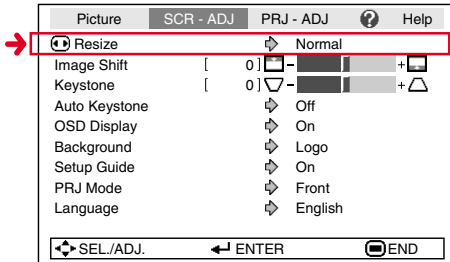 Picture SCR - ADJ PRJ - ADJ ? Help
Resize Normal
Image Shift [ 0 ] - +
Keystone [ 0 ] - +
Auto Keystone Off
OSD Display On
Background Logo
Setup Guide On
PRJ Mode Front
Language English
SEL./ADJ. ENTER END